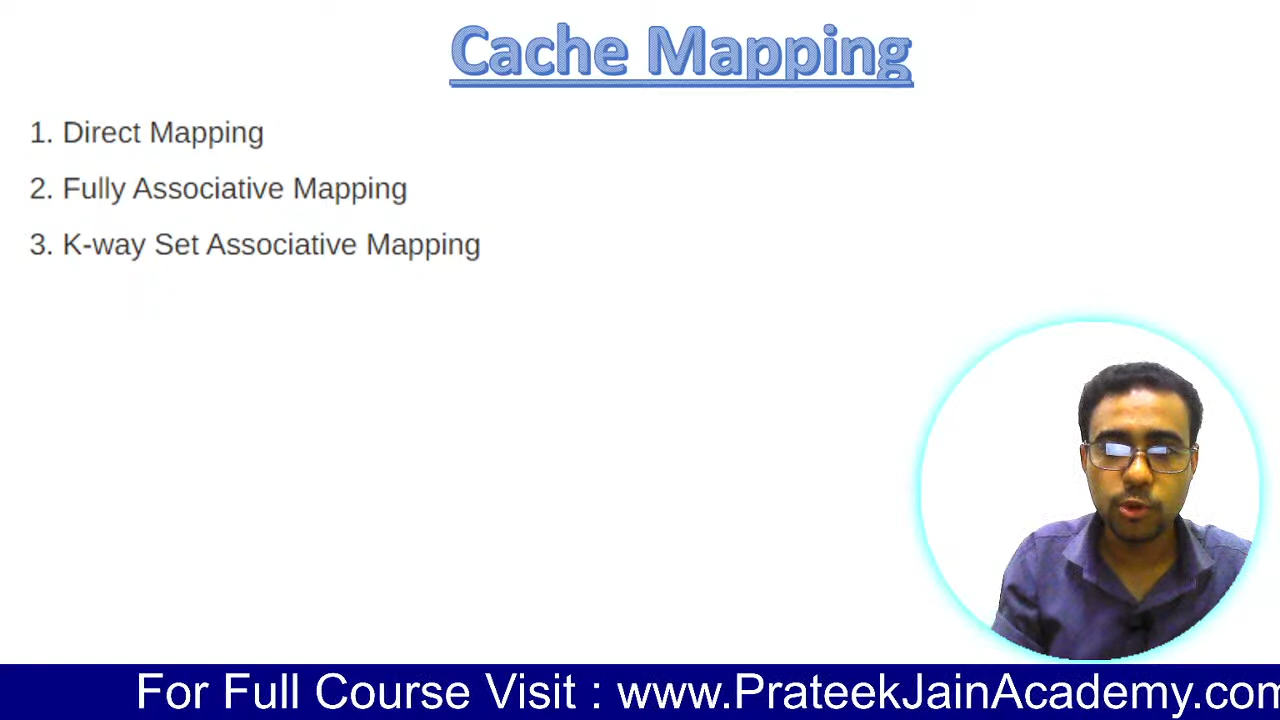 Cache Mapping
1. Direct Mapping
2. Fully Associative Mapping
3. K-way Set Associative Mapping
For Full Course Visit : www.PrateekJainAcademy.com